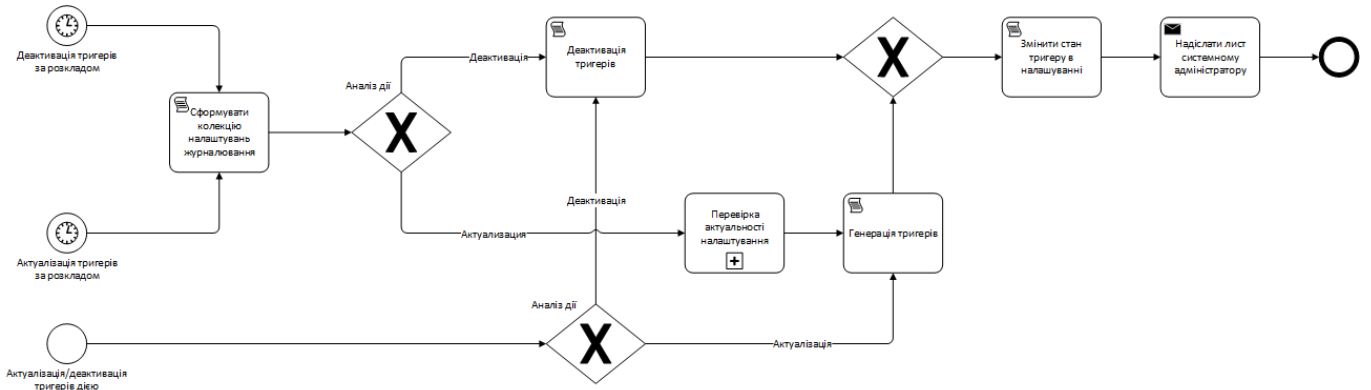 Деактивація тригерів
за розкладом
Сформувати
колекцію
налаштувань
журналювання
Актуалізація тригерів
за розкладом
Актуалізація/деактивація
тригерів дією
Аналіз дії
Деактивація
Актуализация
Деактивація
тригерів
Деактивація
Перевірка
актуальності
налаштування
Генерація тригерів
Аналіз дії
Актуалізація
Змінити стан
тригеру в
налашуванні
Надіслати лист
системному
адміністратору